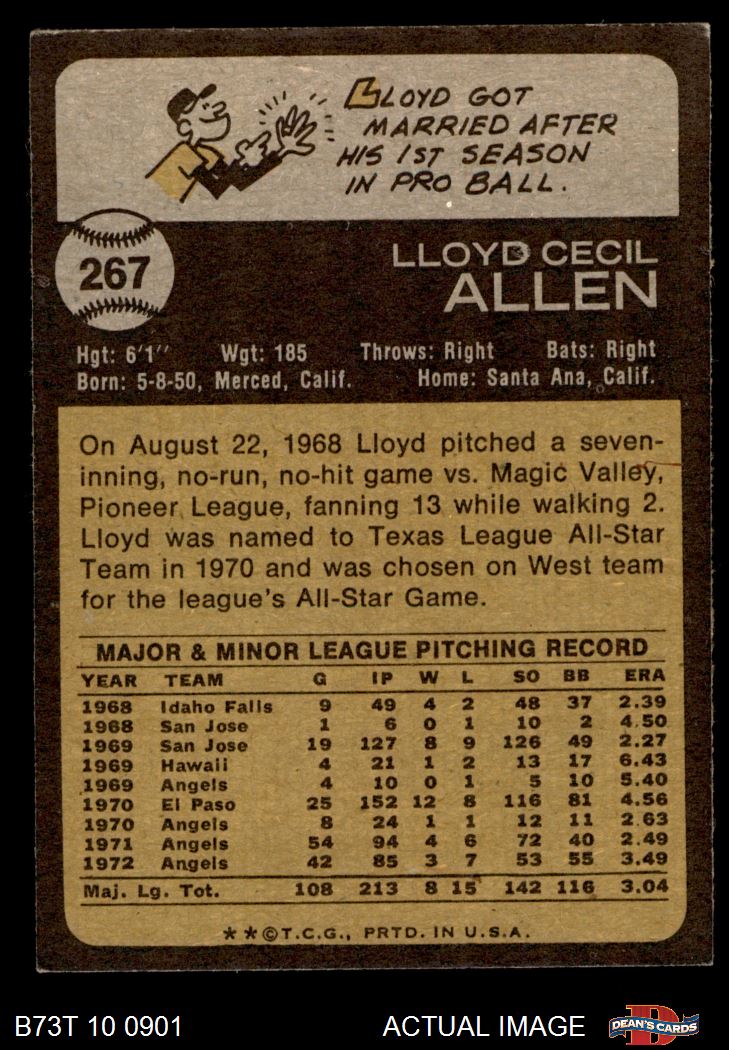 LLOYD GOT
MARRIED AFTER
HIS 1ST SEASON
IN PRO BALL.
267
LLOYD CECIL
ALLEN
Hgt: 6'1" Wgt: 185 Throws: Right Bats: Right
Born: 5-8-50, Merced, Calif. Home: Santa Ana, Calif.
On August 22, 1968 Lloyd pitched a seven-
inning, no-run, no-hit game vs. Magic Valley,
Pioneer League, fanning 13 while walking 2.
Lloyd was named to Texas League All-Star
Team in 1970 and was chosen on West team
for the league's All-Star Game.
MAJOR & MINOR LEAGUE PITCHING RECORD
YEAR TEAM G IP W L SO BB ERA
1968 Idaho Falls 9 49 4 2 48 37 2.39
1968 San Jose 1 6 0 1 10 2 4.50
1969 San Jose 19 127 8 9 126 49 2.27
1969 Hawaii 4 21 1 2 13 17 6.43
1969 Angels 4 10 0 1 5 10 5.40
1970 El Paso 25 152 12 8 116 81 4.56
1970 Angels 8 24 1 1 12 11 2.63
1971 Angels 54 94 4 6 72 40 2.49
1972 Angels 42 85 3 7 53 55 3.49
Maj. Lg. Tot. 108 213 8 15 142 116 3.04
**©T.C.G., PRTD. IN U.S.A.
B73T 10 0901 ACTUAL IMAGE D DEAN'S CARDS